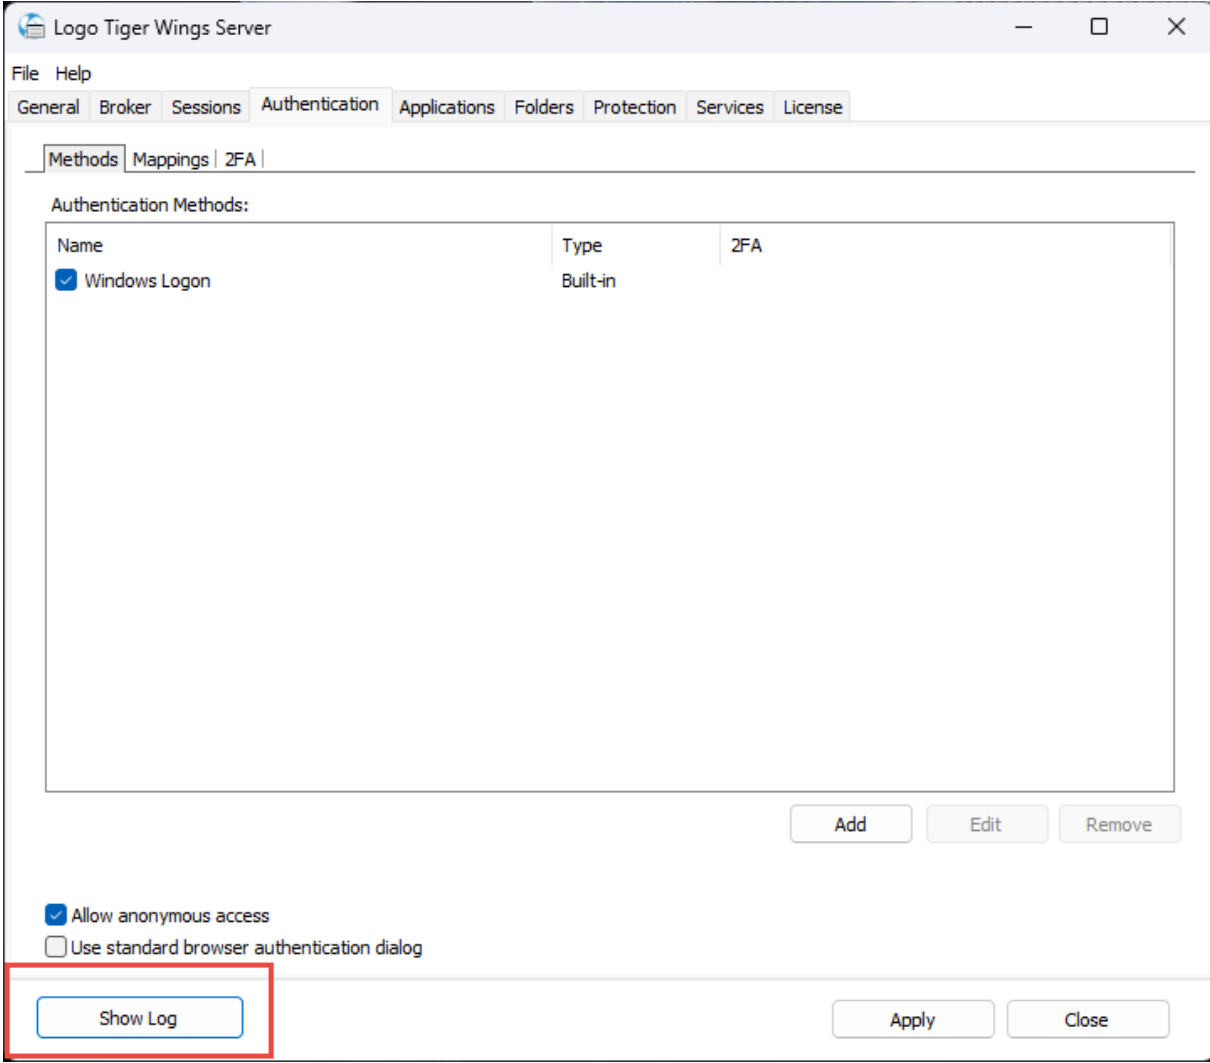 Logo Tiger Wings Server
File Help
General Broker Sessions Authentication Applications Folders Protection Services License
Methods Mappings 2FA
Authentication Methods:
Name Type 2FA
Windows Logon Built-in
Add Edit Remove
Allow anonymous access
Use standard browser authentication dialog
Show Log Apply Close